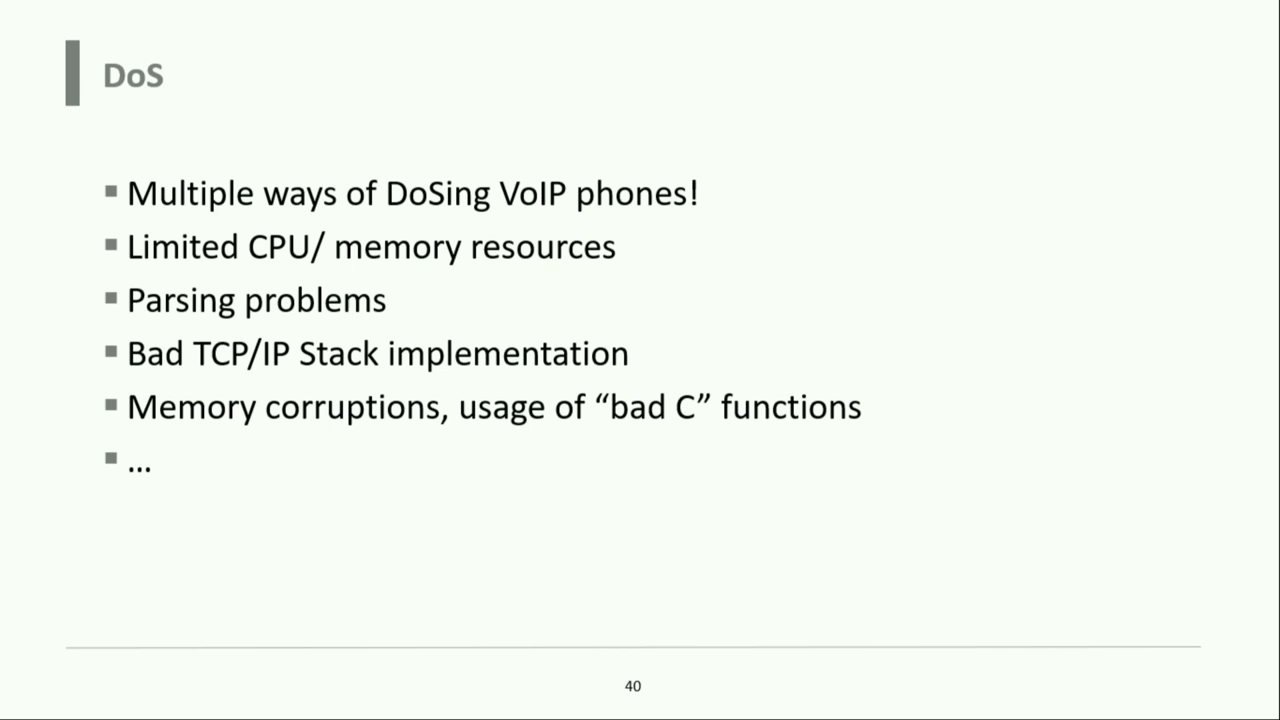 DoS
Multiple ways of DoSing VoIP phones!
Limited CPU/ memory resources
Parsing problems
Bad TCP/IP Stack implementation
Memory corruptions, usage of “bad C” functions
...
40